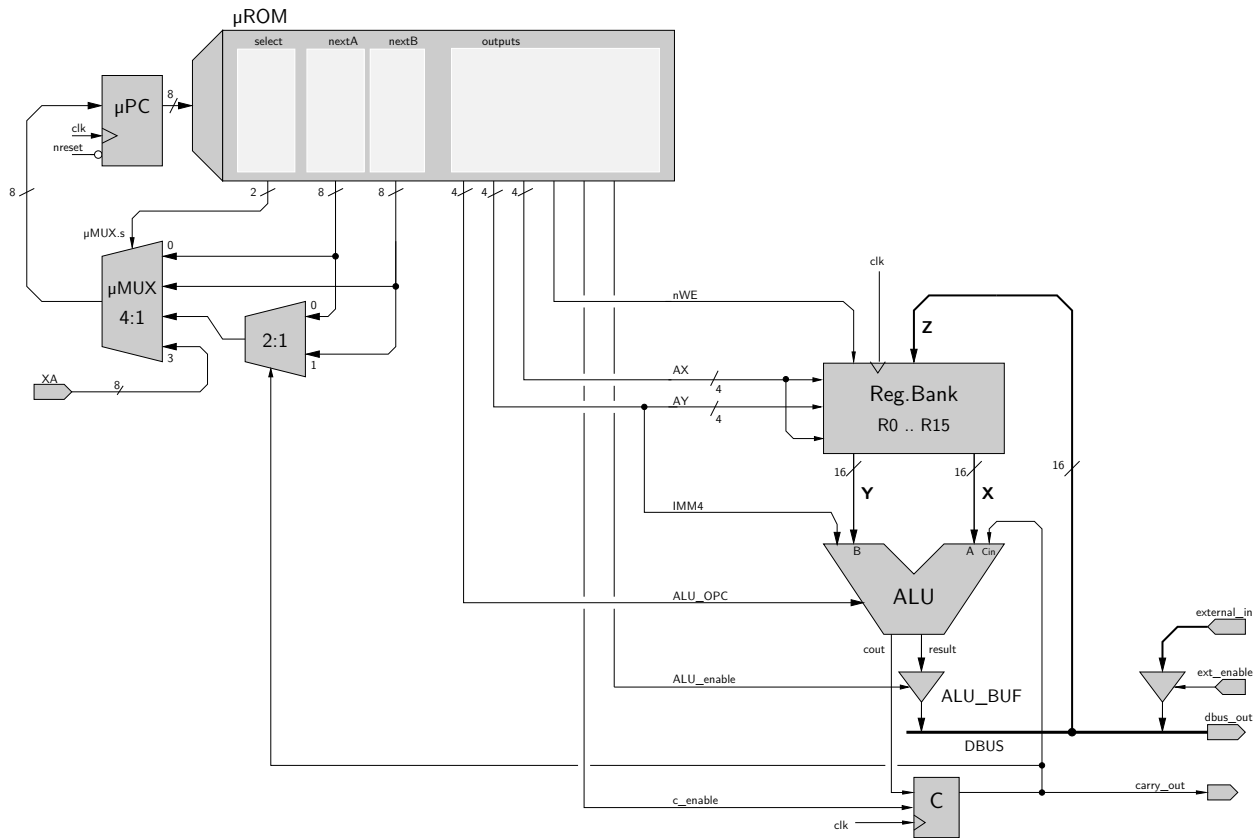 µROM
select nextA nextB outputs
µPC
8
clk
nreset
8
2
8
8
4
4
4
µMUX.s
0
µMUX
4:1
3
0
2:1
1
XA
8
clk
nWE
Z
AX
4
AY
4
Reg.Bank
R0 .. R15
16
16
16
Y
X
IMM4
B
A
Cin
ALU
ALU_OPC
cout
result
external_in
ALU_enable
ext_enable
ALU_BUF
dbus_out
DBUS
carry_out
c_enable
C
clk